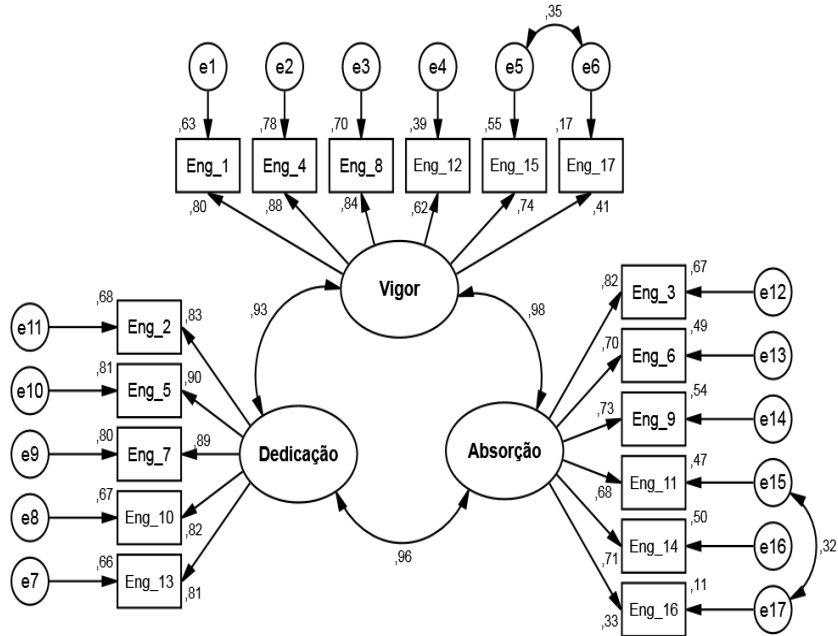 ,35
e1 e2 e3 e4 e5 e6
,63 ,78 ,70 ,39 ,55 ,17
Eng_1 Eng_4 Eng_8 Eng_12 Eng_15 Eng_17
,80 ,88 ,84 ,62 ,74 ,41
Vigor
,93 ,98
,68
e11 Eng_2 ,83
,81
e10 Eng_5 ,90
,80
e9 Eng_7 ,89
,67
e8 Eng_10 ,82
,66
e7 Eng_13 ,81
Dedicação
Absorção
,96
,82 Eng_3 ,67 e12
,70 Eng_6 ,49 e13
,73 Eng_9 ,54 e14
,68 Eng_11 ,47 e15
,71 Eng_14 ,50 e16
,32
,33 Eng_16 ,11 e17